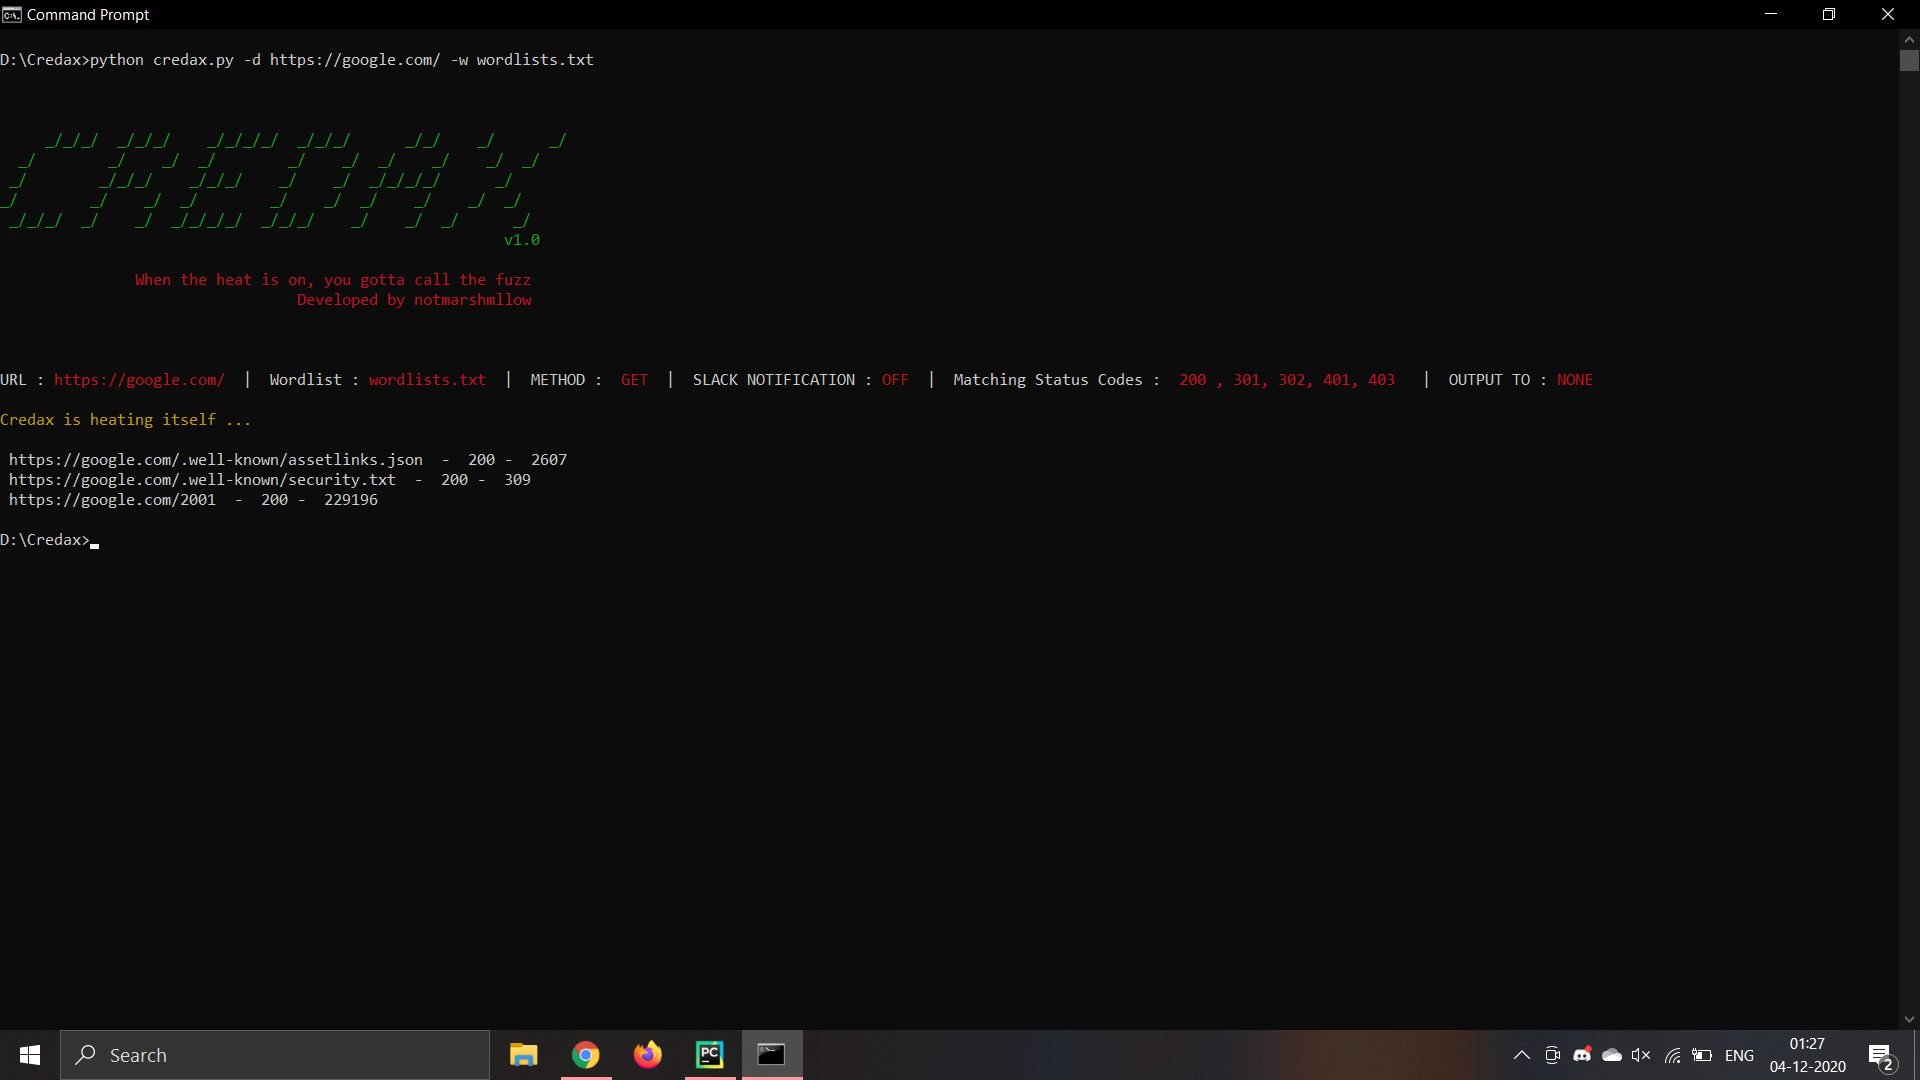 Command Prompt
D:\Credax>python credax.py -d https://google.com/ -w wordlists.txt
CREDAX
v1.0
When the heat is on, you gotta call the fuzz
Developed by notmarshmllow
URL : https://google.com/ | Wordlist : wordlists.txt | METHOD : GET | SLACK NOTIFICATION : OFF | Matching Status Codes : 200 , 301, 302, 401, 403 | OUTPUT TO : NONE
Credax is heating itself ...
https://google.com/.well-known/assetlinks.json - 200 - 2607
https://google.com/.well-known/security.txt - 200 - 309
https://google.com/2001 - 200 - 229196
D:\Credax>
Search
PC
ENG
01:27
04-12-2020
2